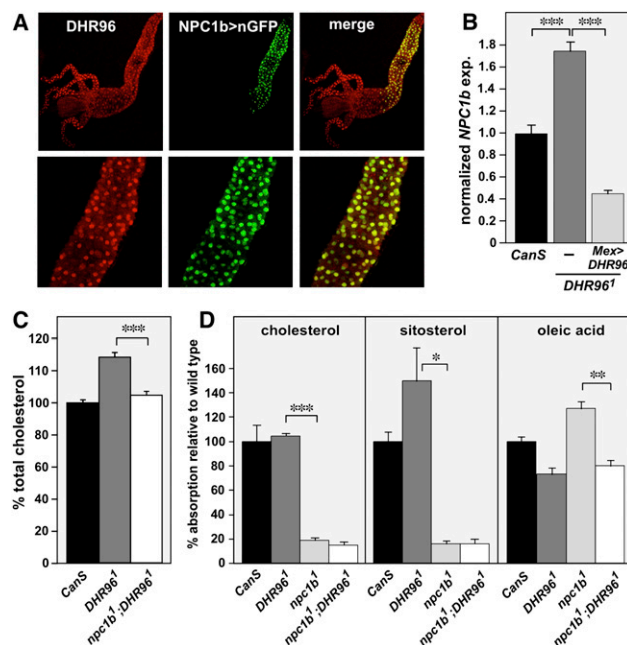 A
DHR96
NPC1b>nGFP
merge
B
***
***
normalized NPC1b exp.
1.8
1.6
1.4
1.2
1.0
0.8
0.6
0.4
0.2
0
CanS
–
Mex>
DHR96
DHR96¹
C
***
% total cholesterol
120
110
100
80
60
40
20
0
CanS
DHR96¹
npc1b¹;DHR96¹
D
cholesterol
sitosterol
oleic acid
% absorption relative to wild type
180
160
140
120
100
80
60
40
20
0
***
*
**
CanS
DHR96¹
npc1b¹
npc1b¹;DHR96¹
CanS
DHR96¹
npc1b¹
npc1b¹;DHR96¹
CanS
DHR96¹
npc1b¹
npc1b¹;DHR96¹